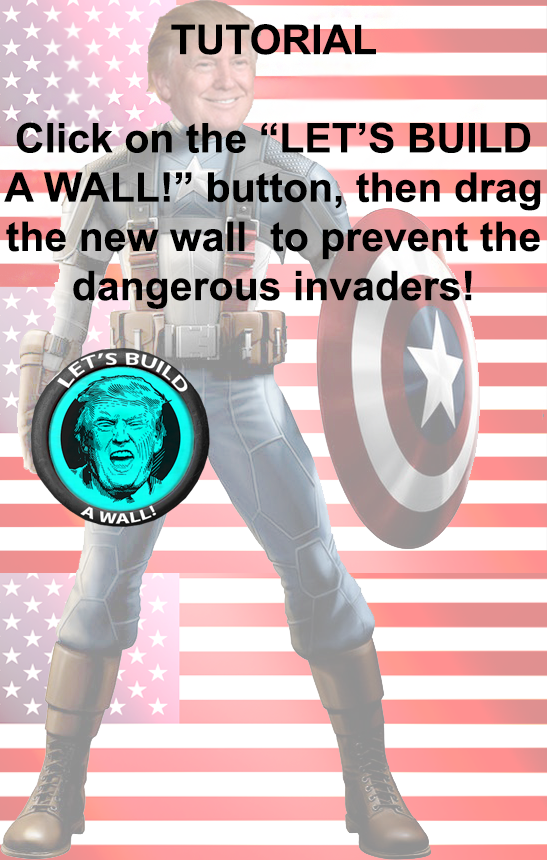 TUTORIAL
Click on the “LET’S BUILD
A WALL!” button, then drag
the new wall  to prevent the
dangerous invaders!
LET'S BUILD
A WALL!